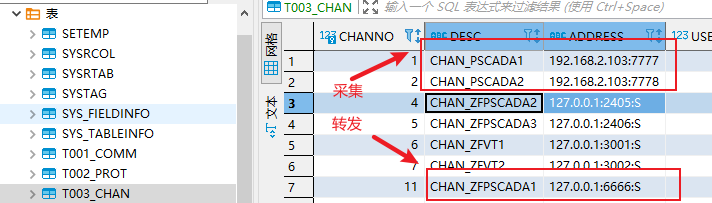 表
SETEMP
SYSRCOL
SYSRTAB
SYSTAG
SYS_FIELDINFO
SYS_TABLEINFO
T001_COMM
T002_PROT
T003_CHAN
T003_CHAN 输入一个 SQL 表达式来过滤结果 (使用 Ctrl+Space)
网格
文本
123 CHANNO ABC DESC ABC ADDRESS 123 USE
1 1 CHAN_PSCADA1 192.168.2.103:7777
2 2 CHAN_PSCADA2 192.168.2.103:7778
3 4 CHAN_ZFPSCADA2 127.0.0.1:2405:S
4 5 CHAN_ZFPSCADA3 127.0.0.1:2406:S
5 6 CHAN_ZFVT1 127.0.0.1:3001:S
6 7 CHAN_ZFVT2 127.0.0.1:3002:S
7 11 CHAN_ZFPSCADA1 127.0.0.1:6666:S
采集
转发